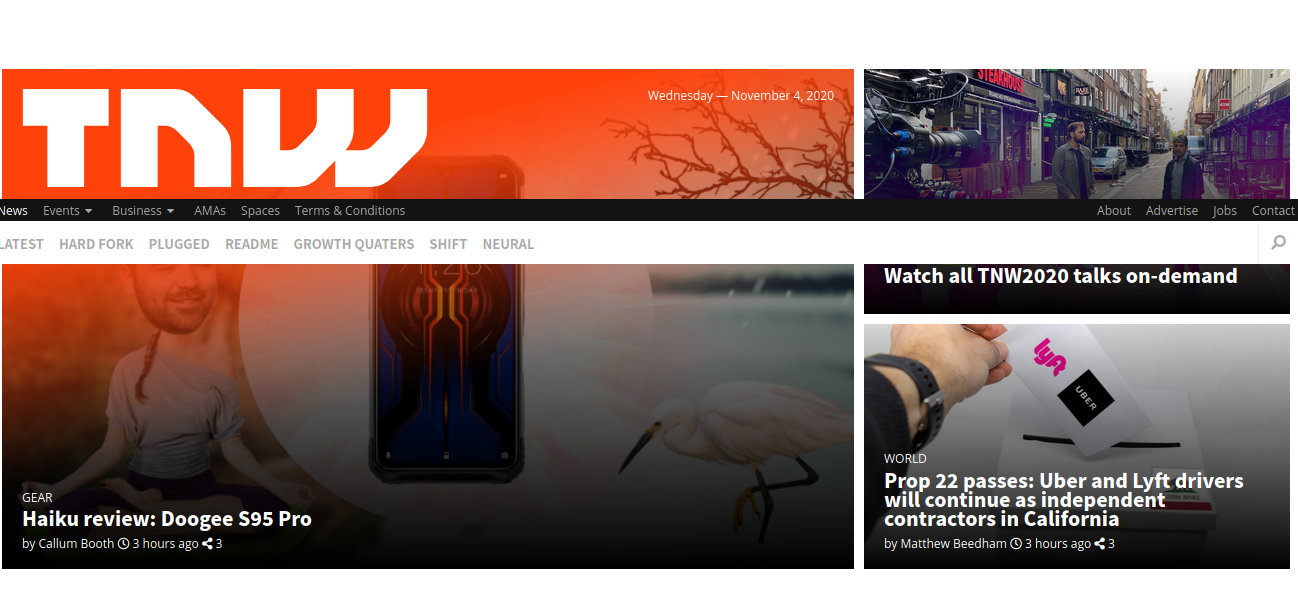 TNW
Wednesday — November 4, 2020
STEAKHOUSE
News Events Business AMAs Spaces Terms & Conditions About Advertise Jobs Contact
LATEST HARD FORK PLUGGED README GROWTH QUATERS SHIFT NEURAL
Watch all TNW2020 talks on-demand
lyft
UBER
GEAR
Haiku review: Doogee S95 Pro
by Callum Booth 3 hours ago 3
WORLD
Prop 22 passes: Uber and Lyft drivers
will continue as independent
contractors in California
by Matthew Beedham 3 hours ago 3